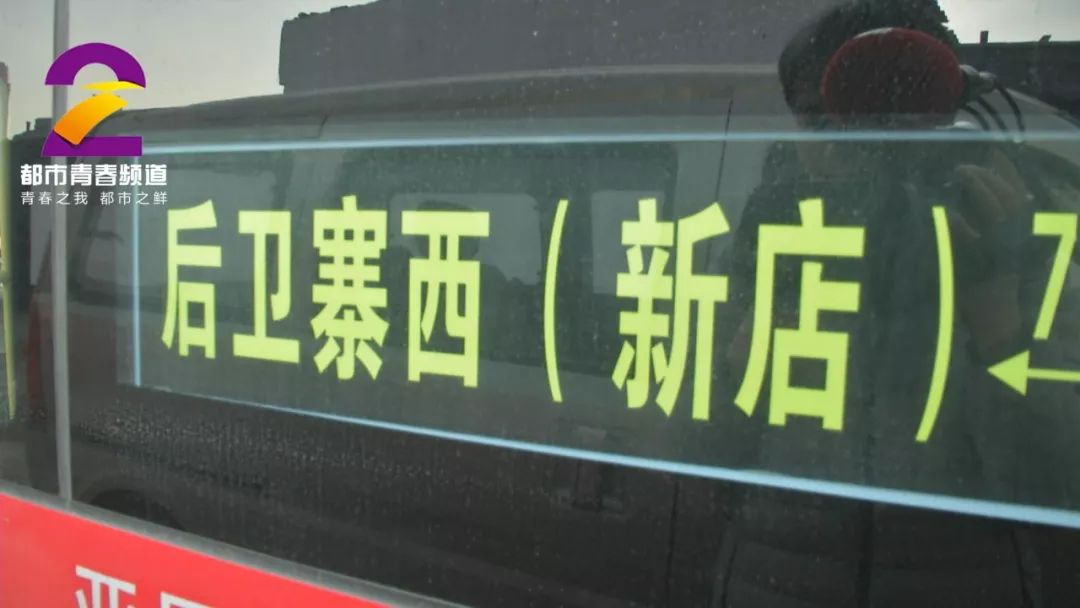 都市青春频道
青春之我 都市之鲜
后卫寨西(新店)7